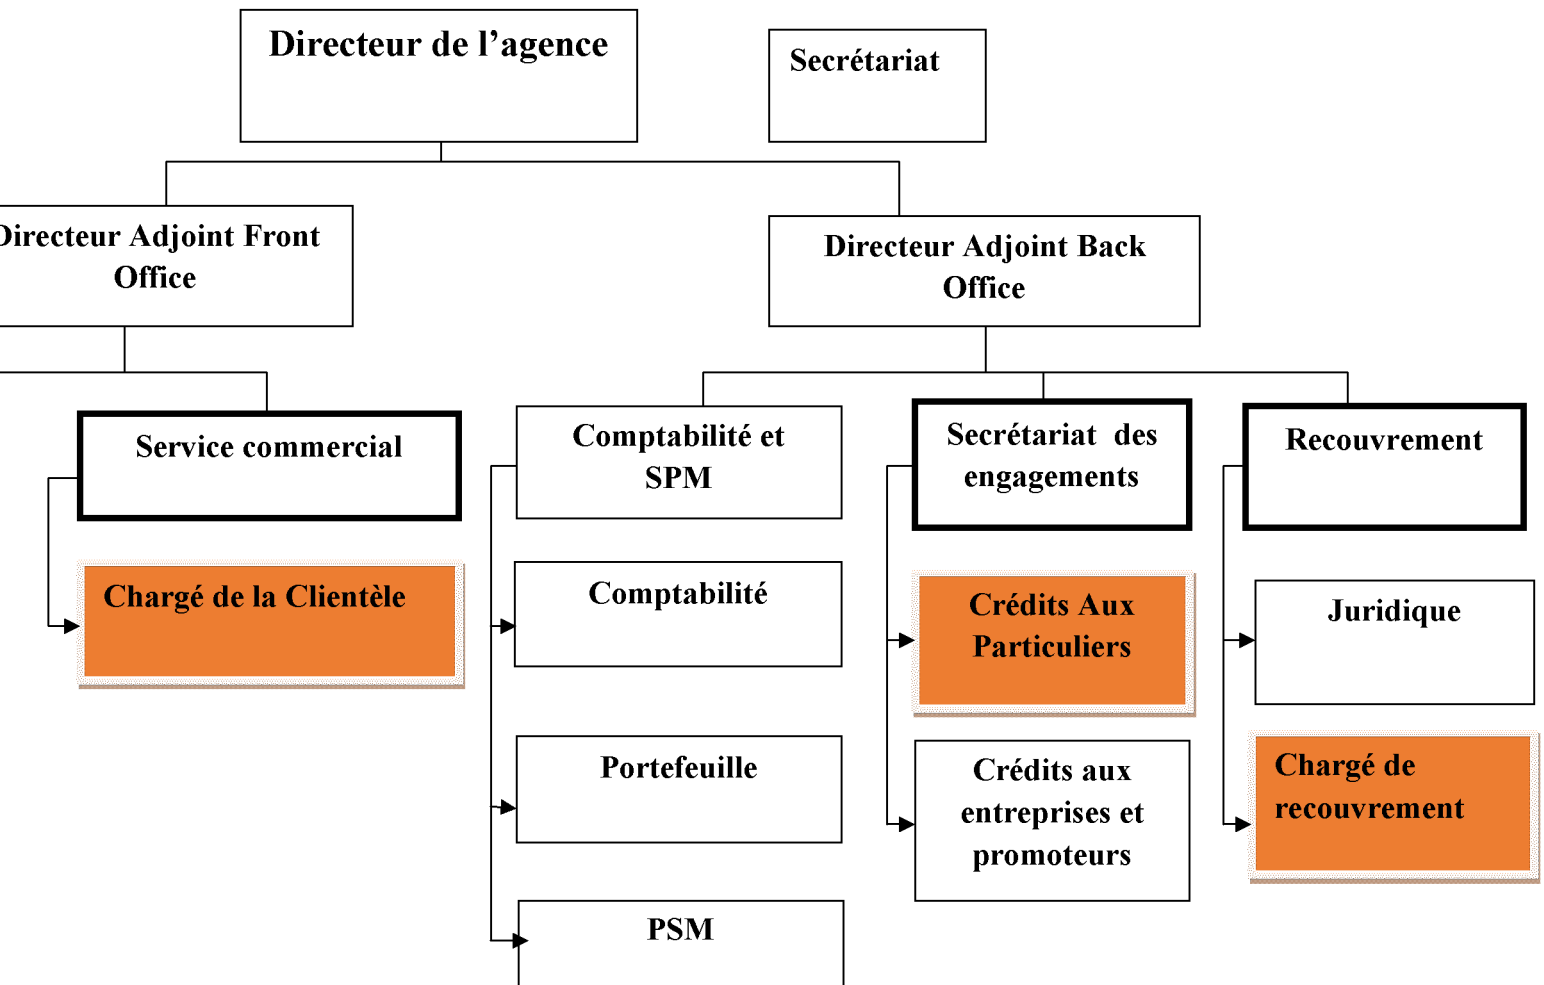 Directeur de l’agence
Secrétariat
Directeur Adjoint Front
Office
Directeur Adjoint Back
Office
Service commercial
Comptabilité et
SPM
Secrétariat des
engagements
Recouvrement
Chargé de la Clientèle
Comptabilité
Crédits Aux
Particuliers
Juridique
Portefeuille
Crédits aux
entreprises et
promoteurs
Chargé de
recouvrement
PSM